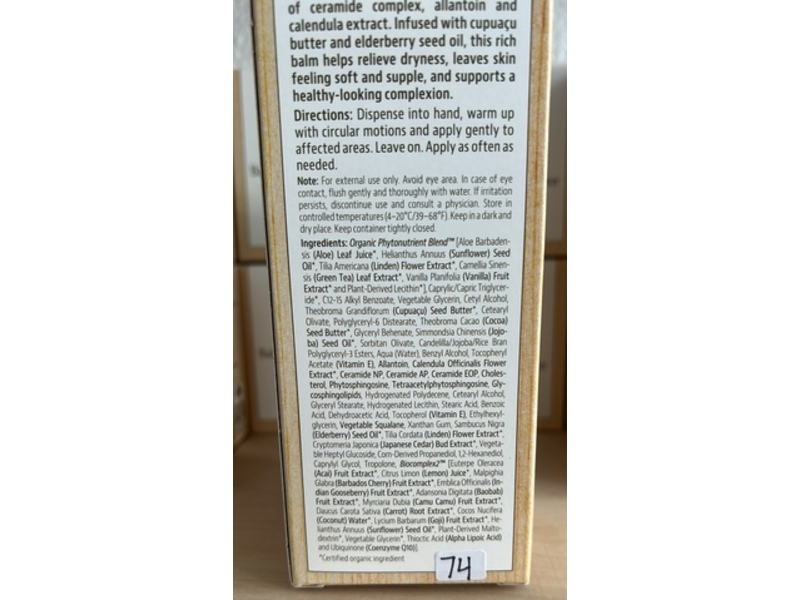 of ceramide complex, allantoin and
calendula extract. Infused with cupuaçu
butter and elderberry seed oil, this rich
balm helps relieve dryness, leaves skin
feeling soft and supple, and supports a
healthy-looking complexion.
Directions: Dispense into hand, warm up
with circular motions and apply gently to
affected areas. Leave on. Apply as often as
needed.
Note: For external use only. Avoid eye area. In case of eye
contact, flush gently and thoroughly with water. If irritation
persists, discontinue use and consult a physician. Store in
controlled temperatures (4–20°C/39–68°F). Keep in a dark and
dry place. Keep container tightly closed.
Ingredients: Organic Phytonutrient Blend™ [Aloe Barbaden-
sis (Aloe) Leaf Juice*, Helianthus Annuus (Sunflower) Seed
Oil*, Tilia Americana (Linden) Flower Extract*, Camellia Sinen-
sis (Green Tea) Leaf Extract*, Vanilla Planifolia (Vanilla) Fruit
Extract* and Plant-Derived Lecithin*], Caprylic/Capric Triglycer-
ide*, C12-15 Alkyl Benzoate, Vegetable Glycerin, Cetyl Alcohol,
Theobroma Grandiflorum (Cupuaçu) Seed Butter*, Cetearyl
Olivate, Polyglyceryl-6 Distearate, Theobroma Cacao (Cocoa)
Seed Butter*, Glyceryl Behenate, Simmondsia Chinensis (Jojo-
ba) Seed Oil*, Sorbitan Olivate, Candelilla/Jojoba/Rice Bran
Polyglyceryl-3 Esters, Aqua (Water), Benzyl Alcohol, Tocopheryl
Acetate (Vitamin E), Allantoin, Calendula Officinalis Flower
Extract*, Ceramide NP, Ceramide AP, Ceramide EOP, Choles-
terol, Phytosphingosine, Tetraacetylphytosphingosine, Gly-
cosphingolipids, Hydrogenated Polydecene, Cetearyl Alcohol,
Glyceryl Stearate, Hydrogenated Lecithin, Stearic Acid, Benzoic
Acid, Dehydroacetic Acid, Tocopherol (Vitamin E), Ethylhexyl-
glycerin, Vegetable Squalane, Xanthan Gum, Sambucus Nigra
(Elderberry) Seed Oil*, Tilia Cordata (Linden) Flower Extract*,
Cryptomeria Japonica (Japanese Cedar) Bud Extract*, Vegeta-
ble Heptyl Glucoside, Corn-Derived Propanediol, 1,2-Hexanediol,
Caprylyl Glycol, Tropolone, Biocomplex2™ [Euterpe Oleracea
(Acai) Fruit Extract*, Citrus Limon (Lemon) Juice*, Malpighia
Glabra (Barbados Cherry) Fruit Extract*, Emblica Officinalis (In-
dian Gooseberry) Fruit Extract*, Adansonia Digitata (Baobab)
Fruit Extract*, Myrciaria Dubia (Camu Camu) Fruit Extract*,
Daucus Carota Sativa (Carrot) Root Extract*, Cocos Nucifera
(Coconut) Water*, Lycium Barbarum (Goji) Fruit Extract*, He-
lianthus Annuus (Sunflower) Seed Oil*, Plant-Derived Malto-
dextrin*, Vegetable Glycerin*, Thioctic Acid (Alpha Lipoic Acid)
and Ubiquinone (Coenzyme Q10)].
*Certified organic ingredient
74